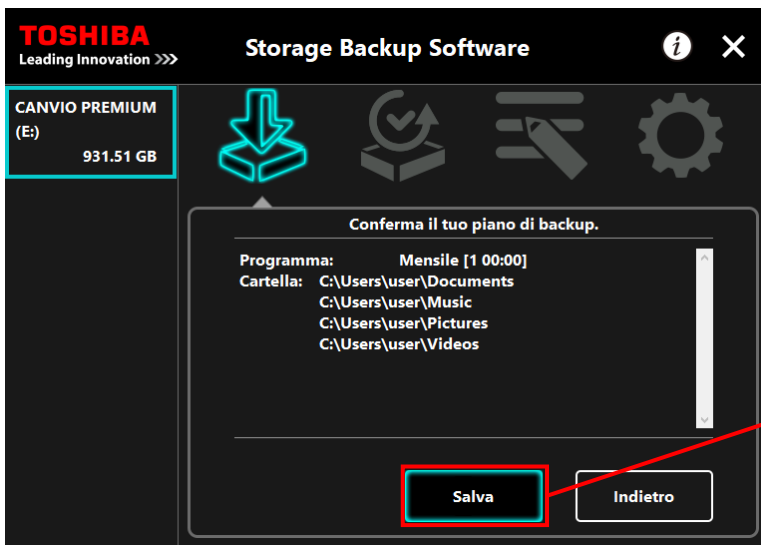 TOSHIBA
Leading Innovation >>>
Storage Backup Software
i
CANVIO PREMIUM
(E:)
931.51 GB
Conferma il tuo piano di backup.
Programma: Mensile [1 00:00]
Cartella: C:\Users\user\Documents
C:\Users\user\Music
C:\Users\user\Pictures
C:\Users\user\Videos
Salva
Indietro